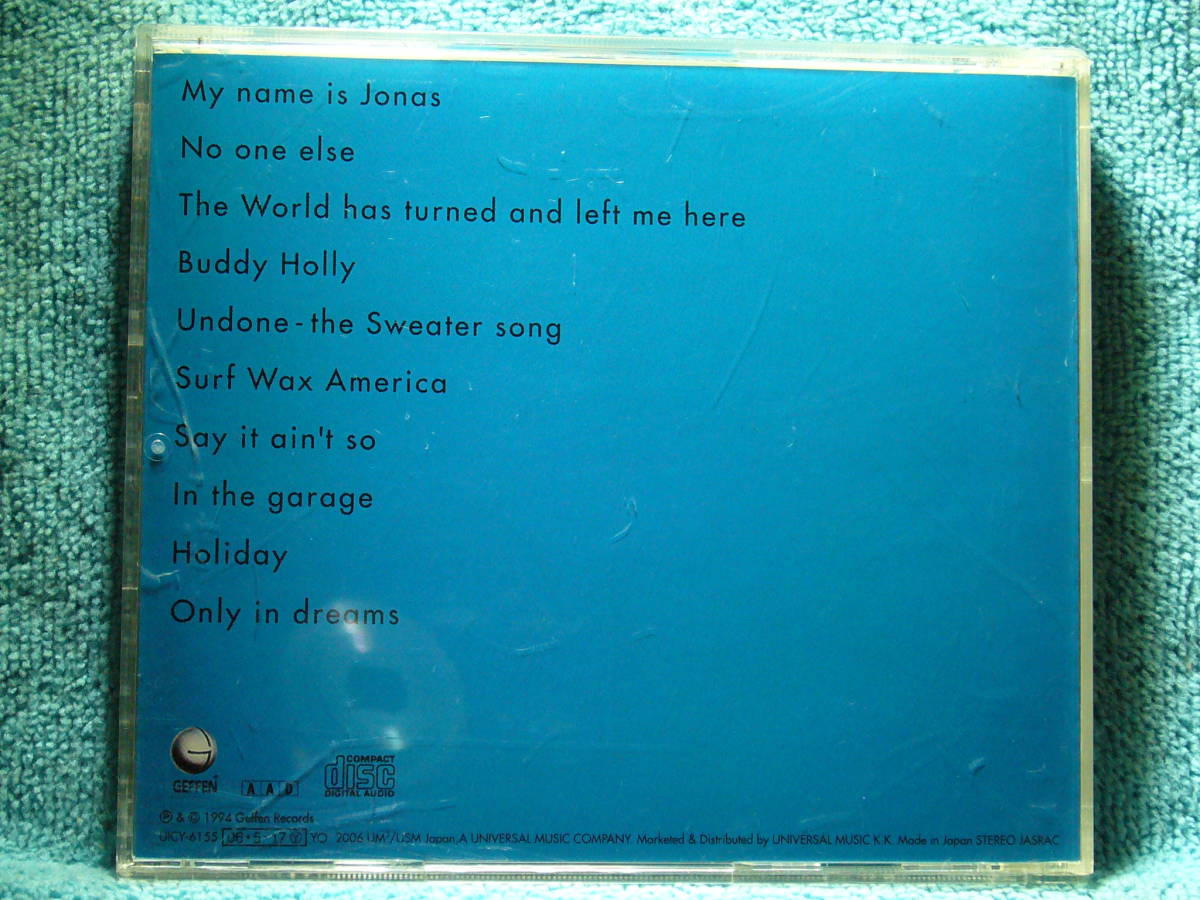 My name is Jonas
No one else
The World has turned and left me here
Buddy Holly
Undone - the Sweater song
Surf Wax America
Say it ain't so
In the garage
Holiday
Only in dreams
GEFFEN
AAD
COMPACT
disc
DIGITAL AUDIO
℗ & © 1994 Geffen Records
UICY-6155 06・5・17 Ⓨ YO 2006 UM³/USM Japan, A UNIVERSAL MUSIC COMPANY. Marketed & Distributed by UNIVERSAL MUSIC K.K. Made in Japan STEREO JASRAC